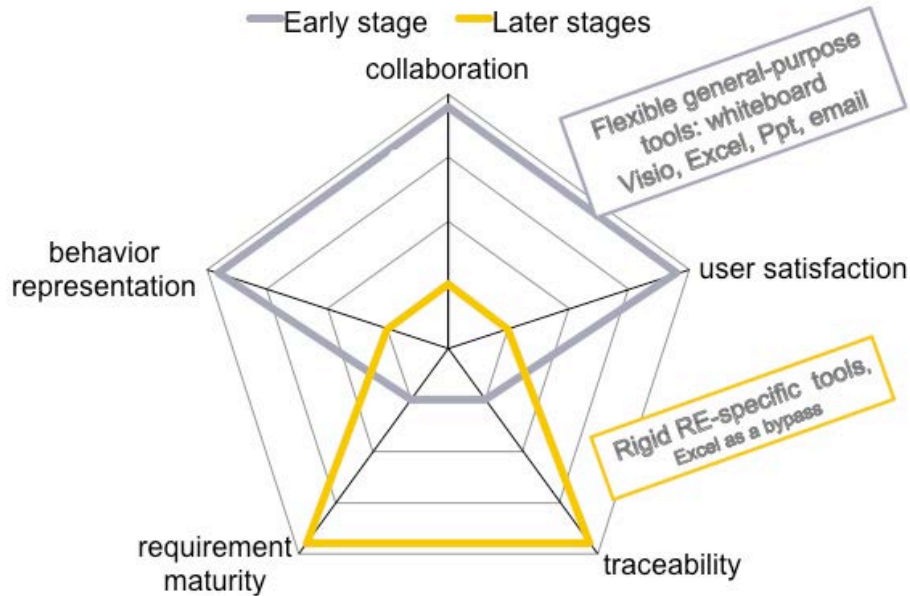 Early stage Later stages
collaboration
Flexible general-purpose
tools: whiteboard
Visio, Excel, Ppt, email
behavior
representation
user satisfaction
Rigid RE-specific tools,
Excel as a bypass
requirement
maturity
traceability